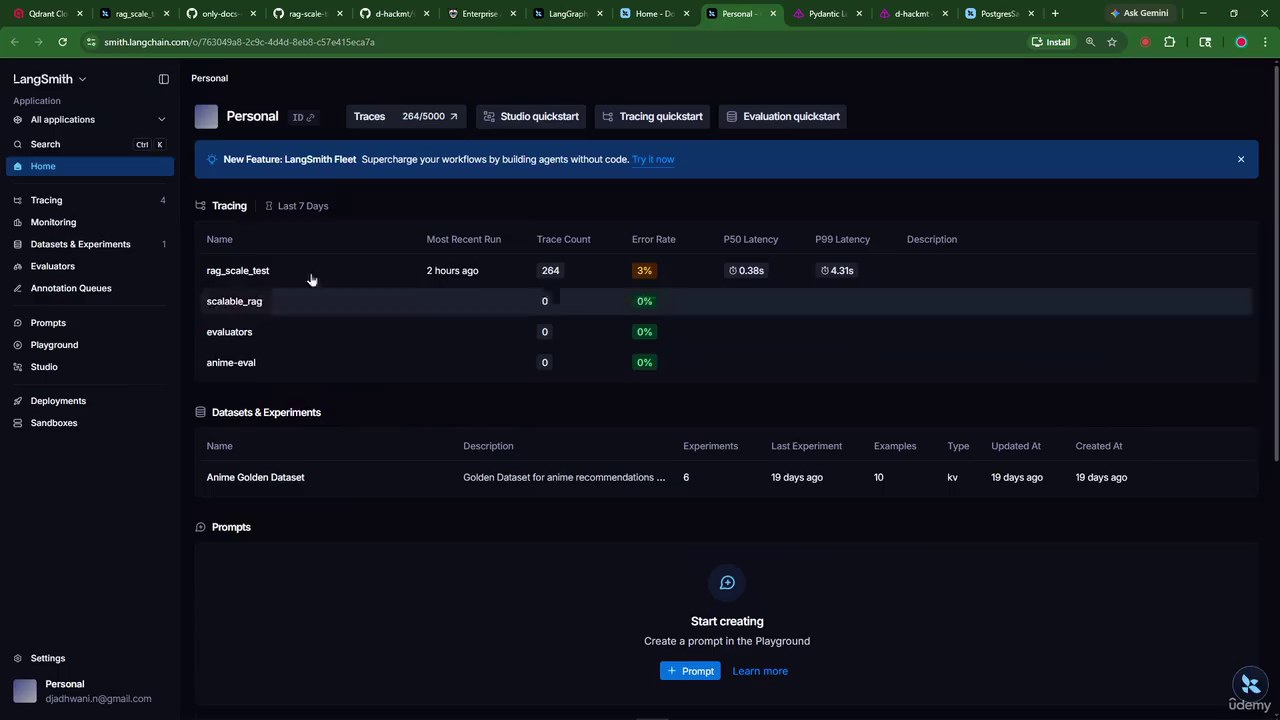 Qdrant Clo
rag_scale_t
only-docs-
rag-scale-t
d-hackmt/
Enterprise
LangGraph
Home - Do
Personal -
Pydantic L
d-hackmt
PostgresSa
Ask Gemini
smith.langchain.com/o/763049a8-2c9c-4d4d-8eb8-c57e415eca7a
Install
LangSmith
Personal
Application
All applications
Personal ID Traces 264/5000 Studio quickstart Tracing quickstart Evaluation quickstart
Search Ctrl K
Home
New Feature: LangSmith Fleet Supercharge your workflows by building agents without code. Try it now
Tracing 4
Monitoring
Datasets & Experiments 1
Evaluators
Annotation Queues
Prompts
Playground
Studio
Deployments
Sandboxes
Tracing Last 7 Days
Name Most Recent Run Trace Count Error Rate P50 Latency P99 Latency Description
rag_scale_test 2 hours ago 264 3% 0.38s 4.31s
scalable_rag 0 0%
evaluators 0 0%
anime-eval 0 0%
Datasets & Experiments
Name Description Experiments Last Experiment Examples Type Updated At Created At
Anime Golden Dataset Golden Dataset for anime recommendations ... 6 19 days ago 10 kv 19 days ago 19 days ago
Prompts
Start creating
Create a prompt in the Playground
+ Prompt Learn more
Settings
Personal
djadhwani.n@gmail.com
ûdemy